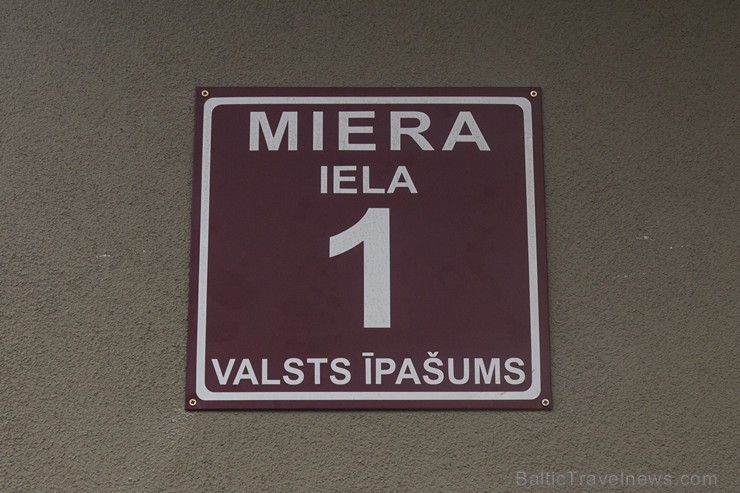 MIERA
IELA
1
VALSTS ĪPAŠUMS
BalticTravelnews.com